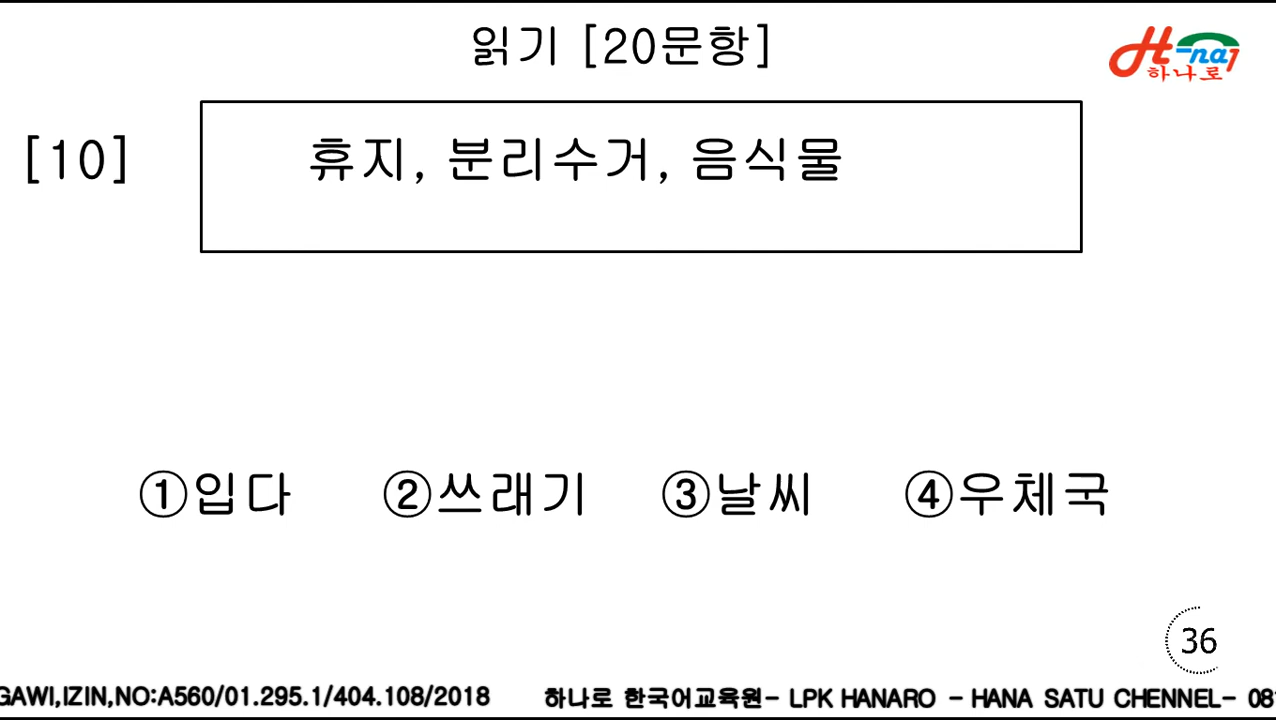 읽기 [20문항]
H-na
하나로
[10] 휴지, 분리수거, 음식물
①입다 ②쓰래기 ③날씨 ④우체국
36
GAWI,IZIN,NO:A560/01.295.1/404.108/2018 하나로 한국어교육원- LPK HANARO - HANA SATU CHENNEL- 08